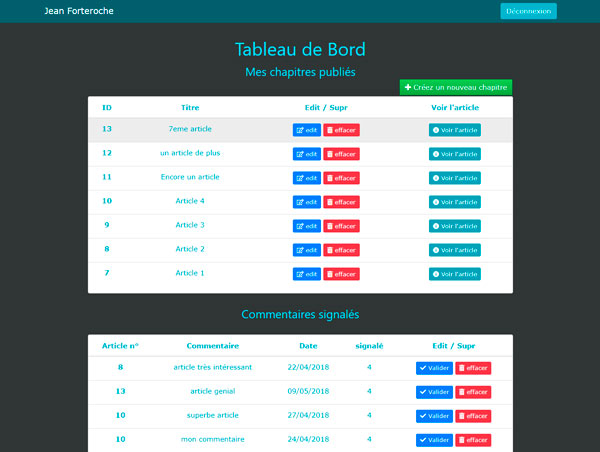 Jean Forteroche Déconnexion
Tableau de Bord
Mes chapitres publiés
Créez un nouveau chapitre
ID Titre Edit / Supr Voir l'article
13 7eme article edit effacer Voir l'article
12 un article de plus edit effacer Voir l'article
11 Encore un article edit effacer Voir l'article
10 Article 4 edit effacer Voir l'article
9 Article 3 edit effacer Voir l'article
8 Article 2 edit effacer Voir l'article
7 Article 1 edit effacer Voir l'article
Commentaires signalés
Article n° Commentaire Date signalé Edit / Supr
8 article très intéressant 22/04/2018 4 Valider effacer
13 article genial 09/05/2018 4 Valider effacer
10 superbe article 27/04/2018 4 Valider effacer
10 mon commentaire 24/04/2018 4 Valider effacer